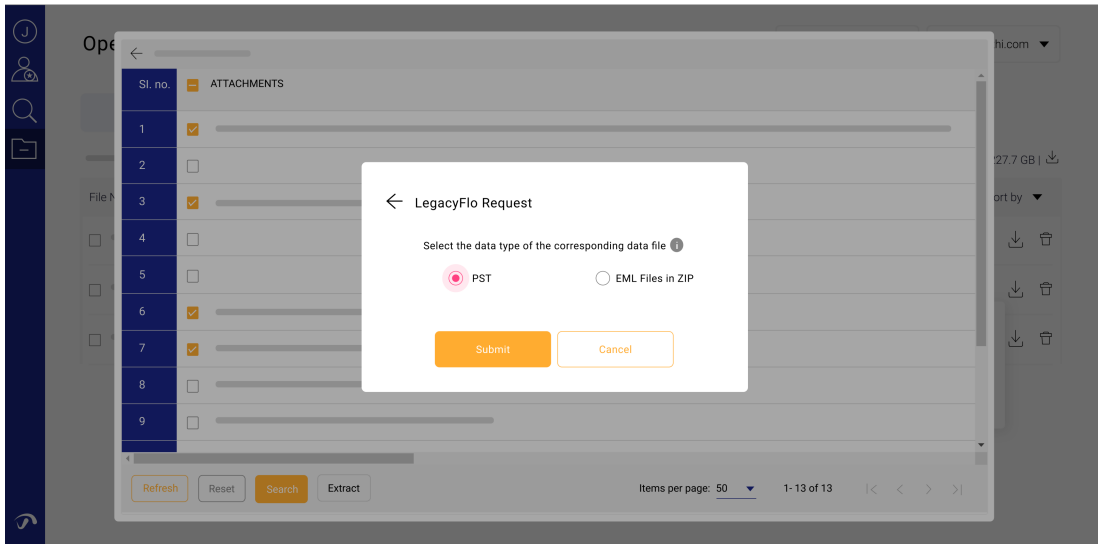 J
Ope
hi.com
Sl. no.
ATTACHMENTS
1
2
227.7 GB |
File N
3
LegacyFlo Request
ort by
4
Select the data type of the corresponding data file i
5
PST
EML Files in ZIP
6
7
Submit
Cancel
8
9
Refresh
Reset
Search
Extract
Items per page: 50
1- 13 of 13